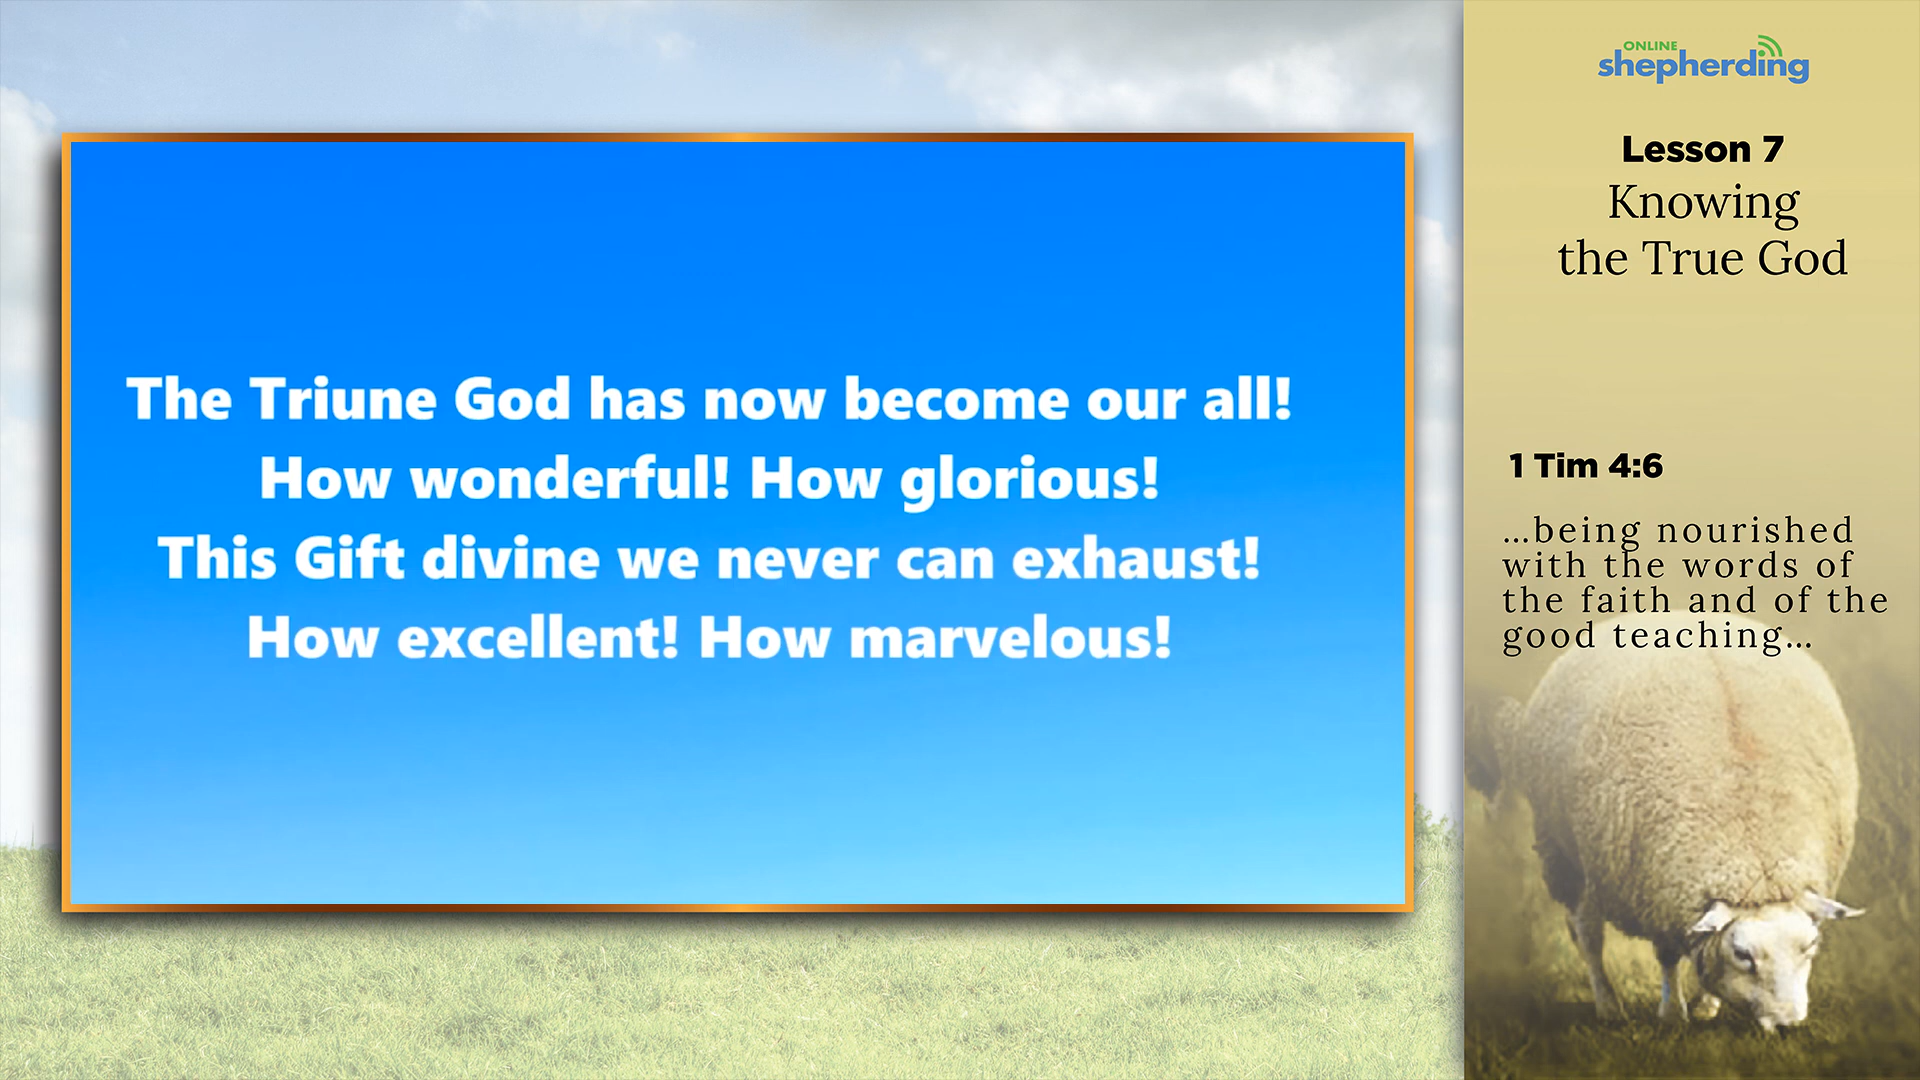 The Triune God has now become our all!
How wonderful! How glorious!
This Gift divine we never can exhaust!
How excellent! How marvelous!
ONLINE
shepherding
Lesson 7
Knowing
the True God
1 Tim 4:6
...being nourished
with the words of
the faith and of the
good teaching...